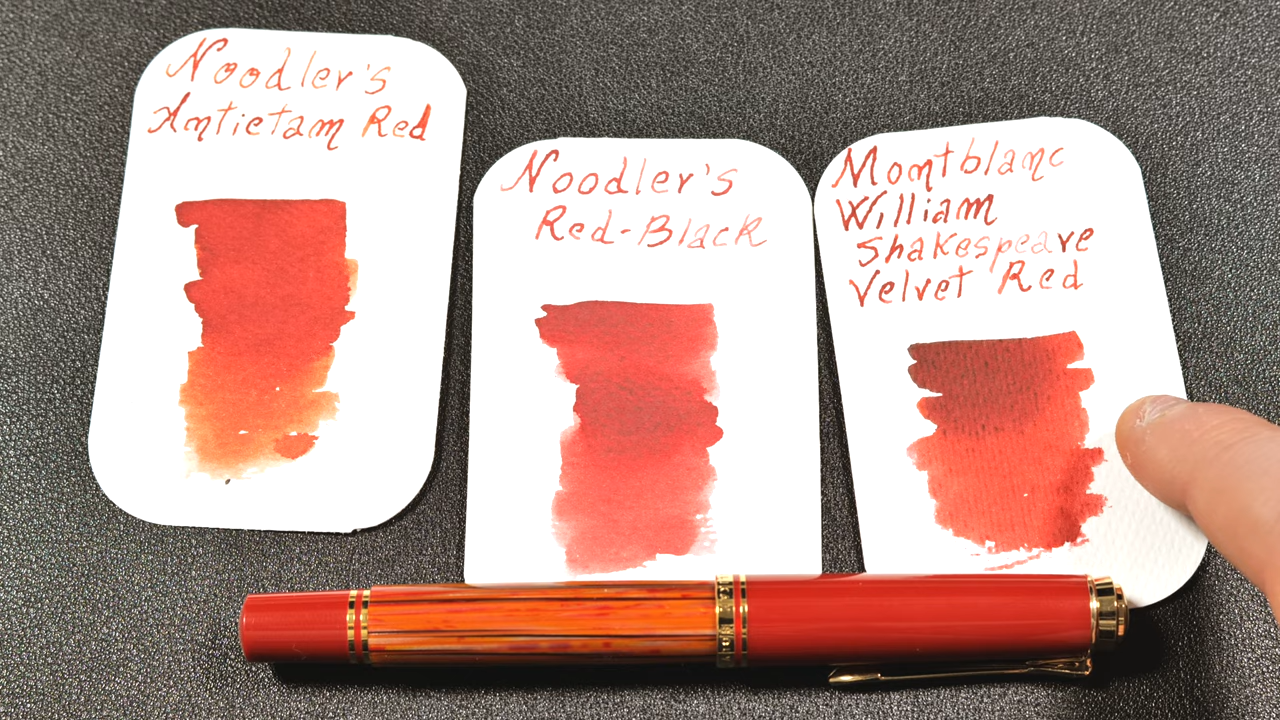 Noodler's
Antietam Red
Noodler's
Red-Black
Montblanc
William
Shakespeare
Velvet Red